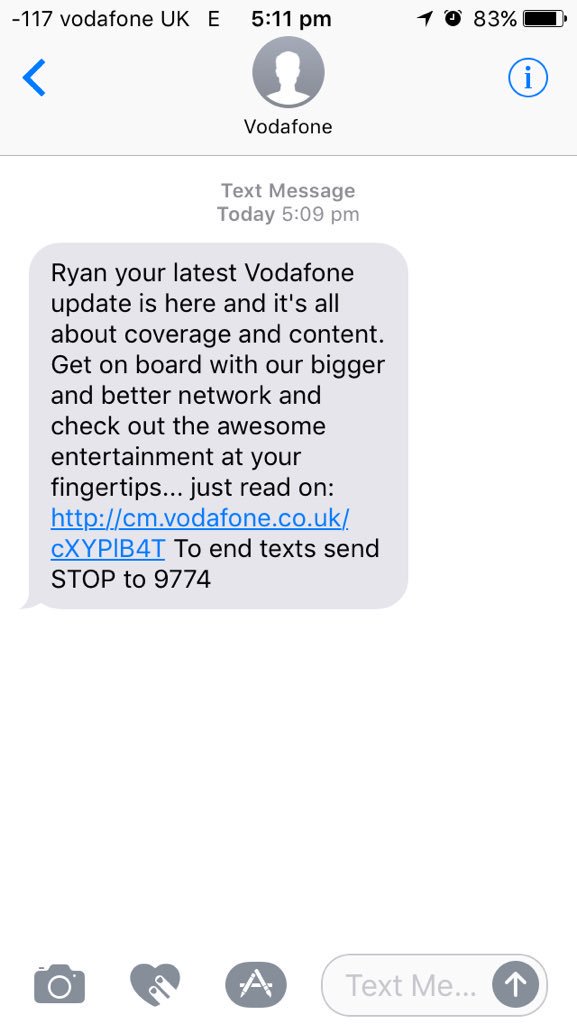 -117 vodafone UK E 5:11 pm 83%
Vodafone
Text Message
Today 5:09 pm
Ryan your latest Vodafone
update is here and it's all
about coverage and content.
Get on board with our bigger
and better network and
check out the awesome
entertainment at your
fingertips... just read on:
http://cm.vodafone.co.uk/
cXYPlB4T To end texts send
STOP to 9774
Text Me...